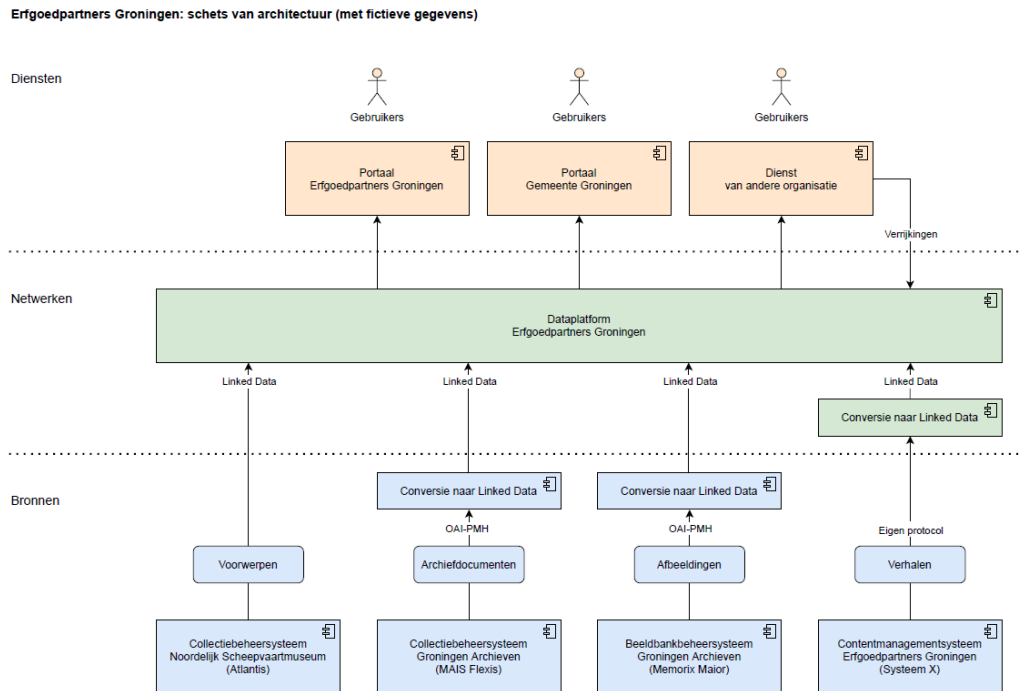 Erfgoedpartners Groningen: schets van architectuur (met fictieve gegevens)
Diensten
Gebruikers
Gebruikers
Gebruikers
Portaal
Erfgoedpartners Groningen
Portaal
Gemeente Groningen
Dienst
van andere organisatie
Verrijkingen
Netwerken
Dataplatform
Erfgoedpartners Groningen
Linked Data
Linked Data
Linked Data
Linked Data
Conversie naar Linked Data
Bronnen
Conversie naar Linked Data
Conversie naar Linked Data
OAI-PMH
OAI-PMH
Eigen protocol
Voorwerpen
Archiefdocumenten
Afbeeldingen
Verhalen
Collectiebeheersysteem
Noordelijk Scheepvaartmuseum
(Atlantis)
Collectiebeheersysteem
Groningen Archieven
(MAIS Flexis)
Beeldbankbeheersysteem
Groningen Archieven
(Memorix Maior)
Contentmanagementsysteem
Erfgoedpartners Groningen
(Systeem X)